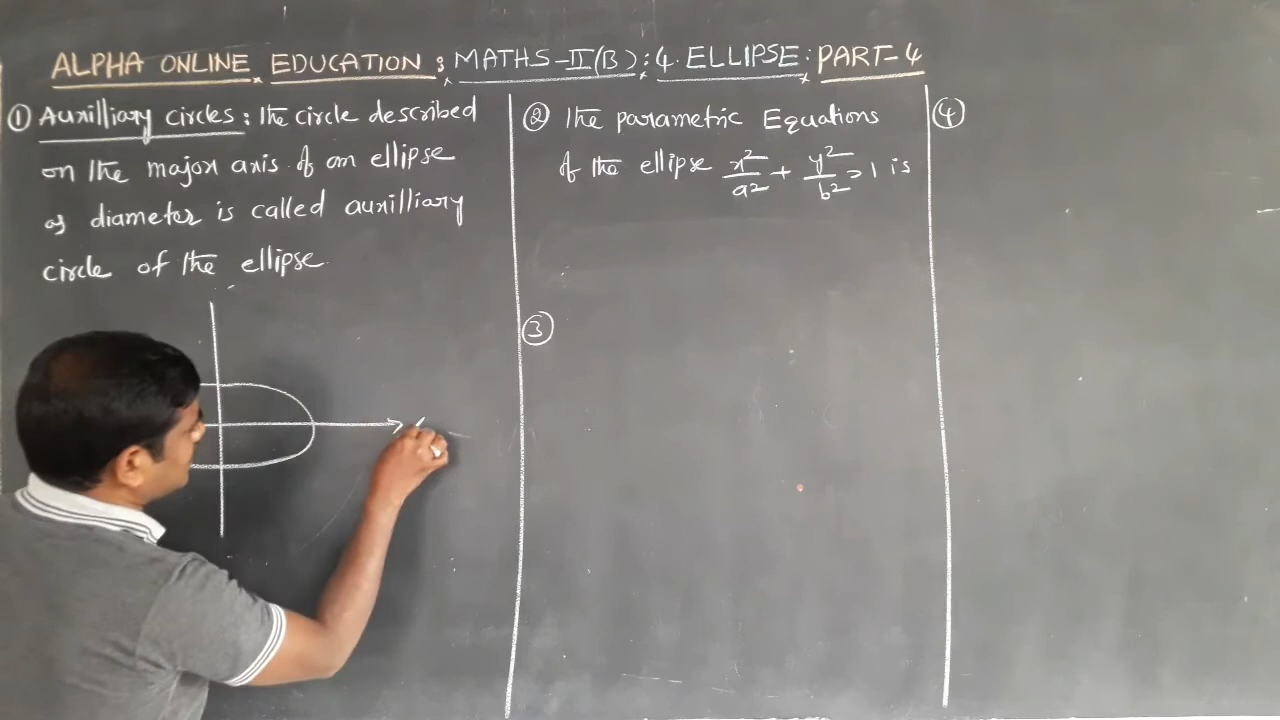 ALPHA ONLINE EDUCATION : MATHS-II(B) : 4. ELLIPSE : PART-4
① Auxilliary circles : The circle described
on the major axis of an ellipse
as diameter is called auxilliary
circle of the ellipse.
② The parametric Equations
of the ellipse x²/a² + y²/b² = 1 is
③
④